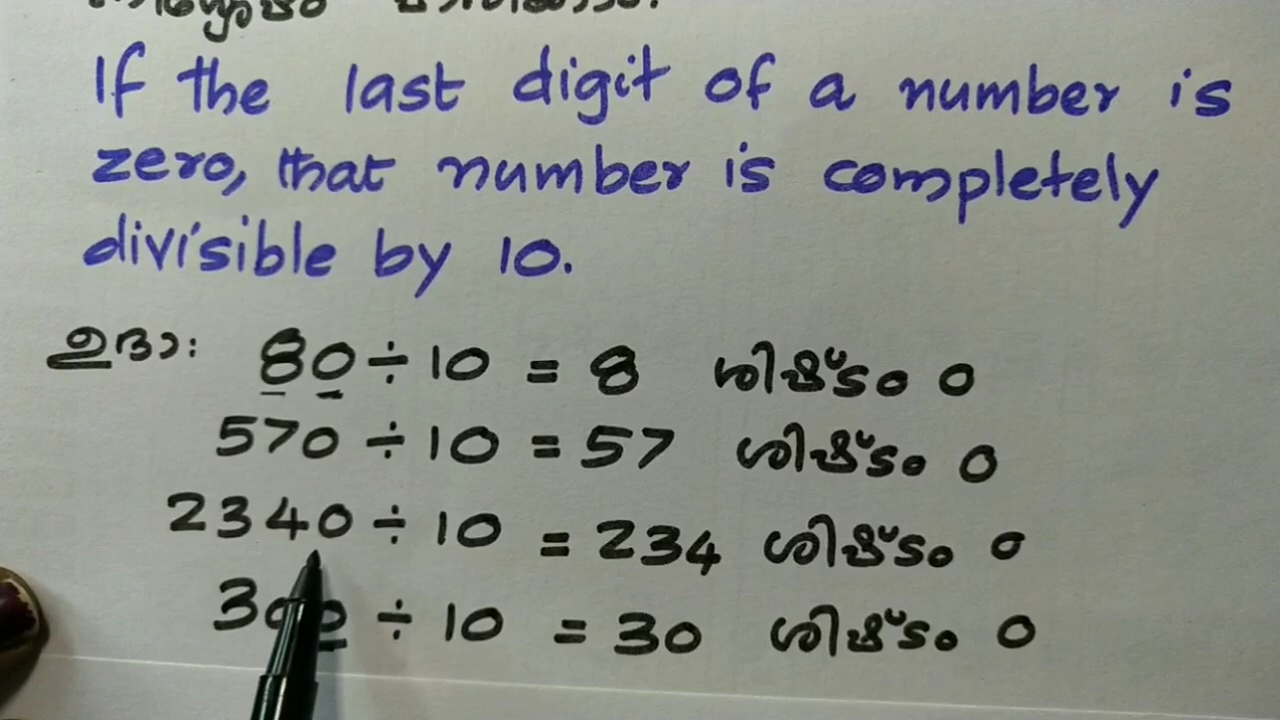 If the last digit of a number is
zero, that number is completely
divisible by 10.
ഉദാ: 80 ÷ 10 = 8 ശിഷ്ടം 0
570 ÷ 10 = 57 ശിഷ്ടം 0
2340 ÷ 10 = 234 ശിഷ്ടം 0
300 ÷ 10 = 30 ശിഷ്ടം 0